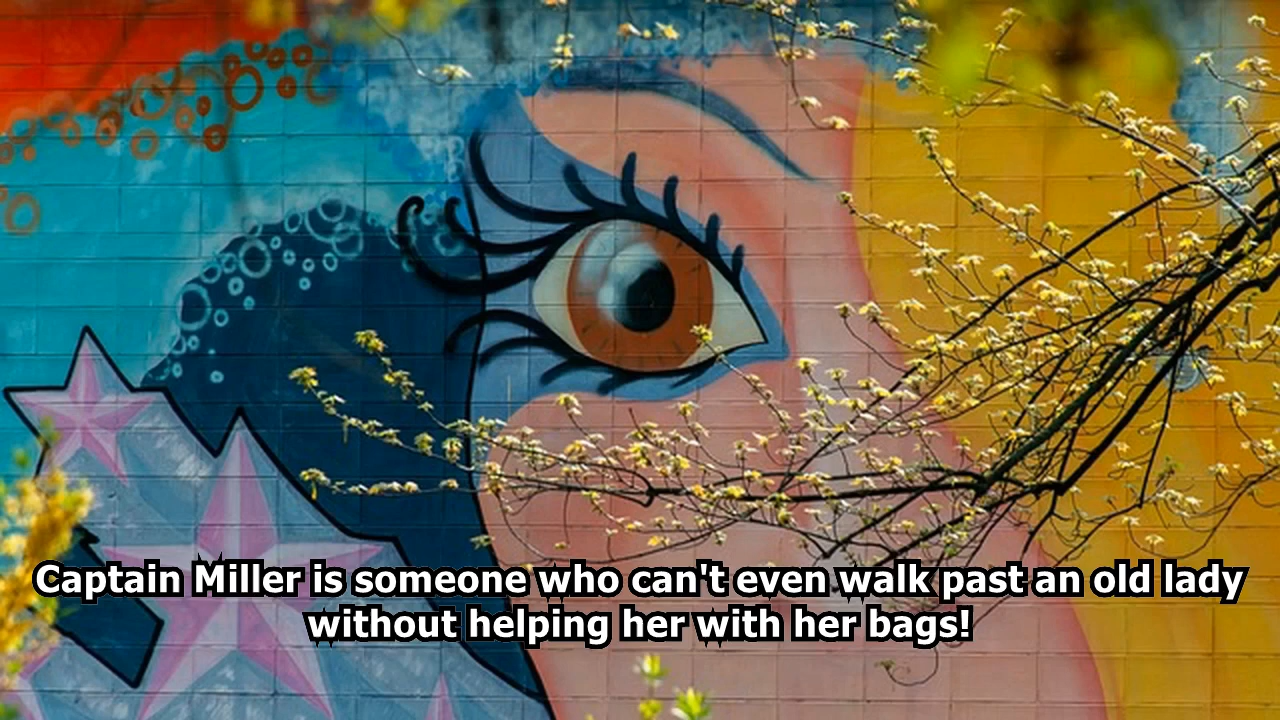 Captain Miller is someone who can't even walk past an old lady
without helping her with her bags!